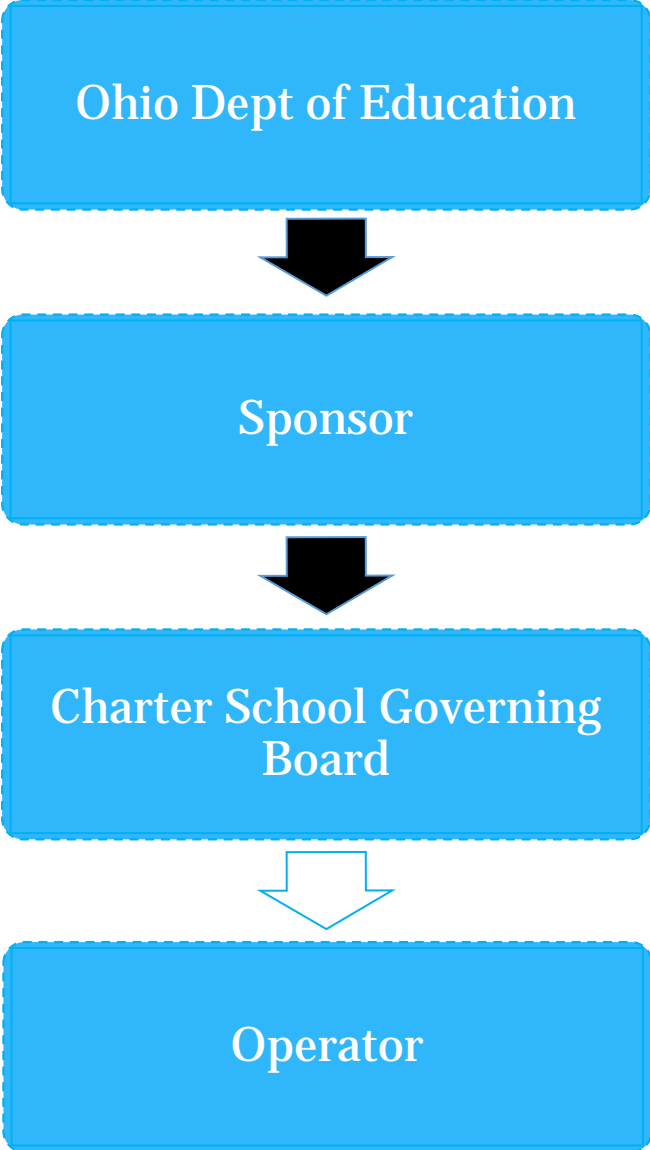 Ohio Dept of Education
Sponsor
Charter School Governing
Board
Operator